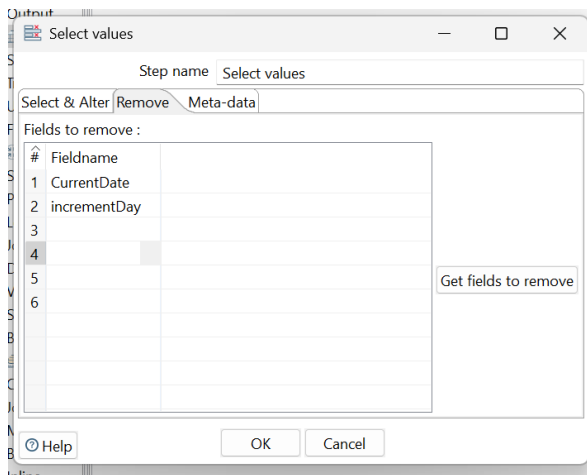 Output
Select values
Step name Select values
Select & Alter Remove Meta-data
Fields to remove :
# Fieldname
1 CurrentDate
2 incrementDay
3
4
5
6
Get fields to remove
Help OK Cancel